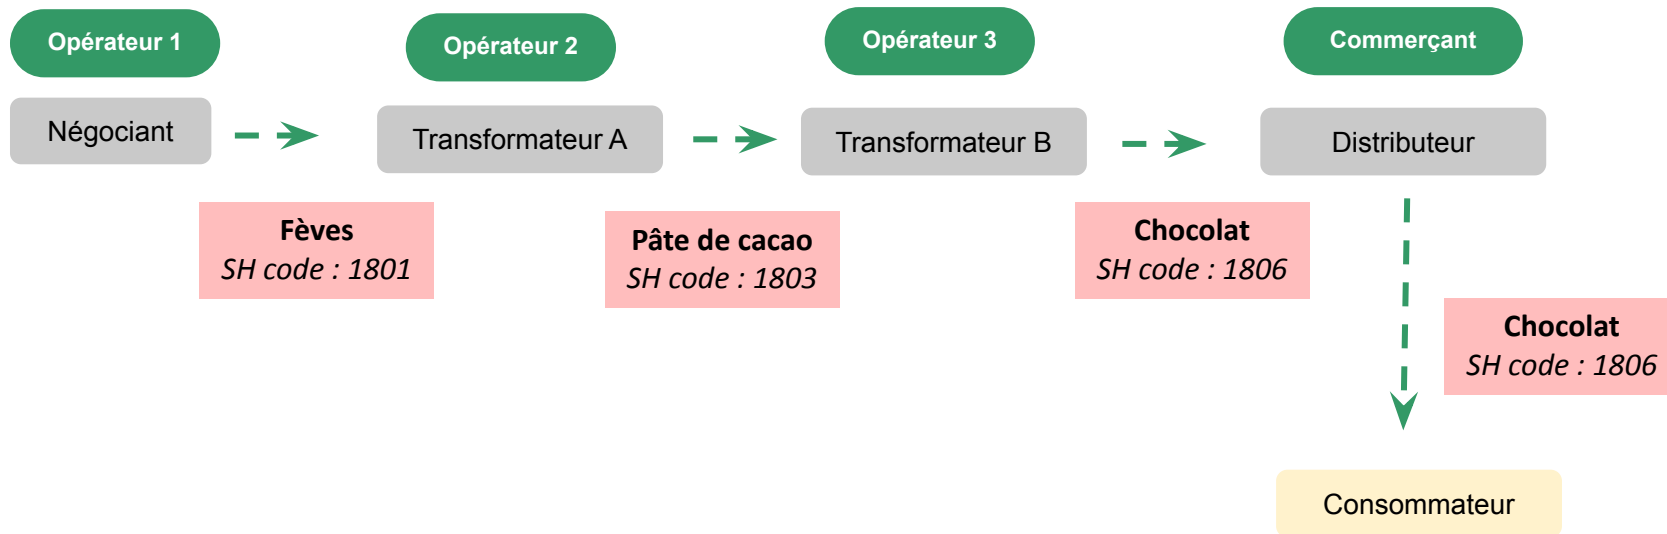 Opérateur 1
Opérateur 2
Opérateur 3
Commerçant
Négociant
Transformateur A
Transformateur B
Distributeur
Fèves
SH code : 1801
Pâte de cacao
SH code : 1803
Chocolat
SH code : 1806
Chocolat
SH code : 1806
Consommateur